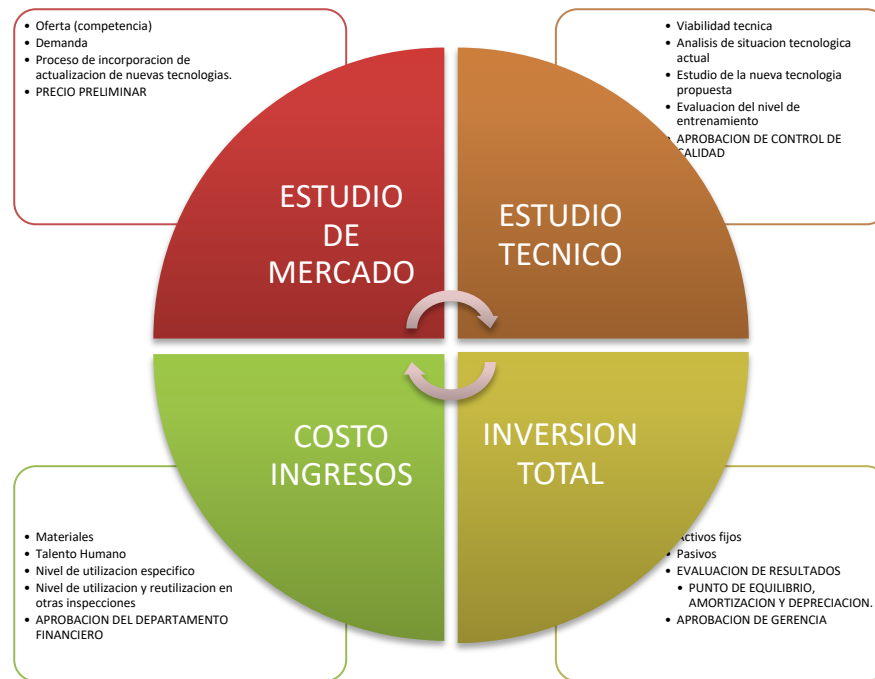 • Oferta (competencia)
• Demanda
• Proceso de incorporacion de
actualizacion de nuevas tecnologias.
• PRECIO PRELIMINAR
• Viabilidad tecnica
• Analisis de situacion tecnologica
actual
• Estudio de la nueva tecnologia
propuesta
• Evaluacion del nivel de
entrenamiento
• APROBACION DE CONTROL DE
CALIDAD
ESTUDIO
DE
MERCADO
ESTUDIO
TECNICO
COSTO
INGRESOS
INVERSION
TOTAL
• Materiales
• Talento Humano
• Nivel de utilizacion especifico
• Nivel de utilizacion y reutilizacion en
otras inspecciones
• APROBACION DEL DEPARTAMENTO
FINANCIERO
Activos fijos
• Pasivos
• EVALUACION DE RESULTADOS
• PUNTO DE EQUILIBRIO,
AMORTIZACION Y DEPRECIACION.
• APROBACION DE GERENCIA